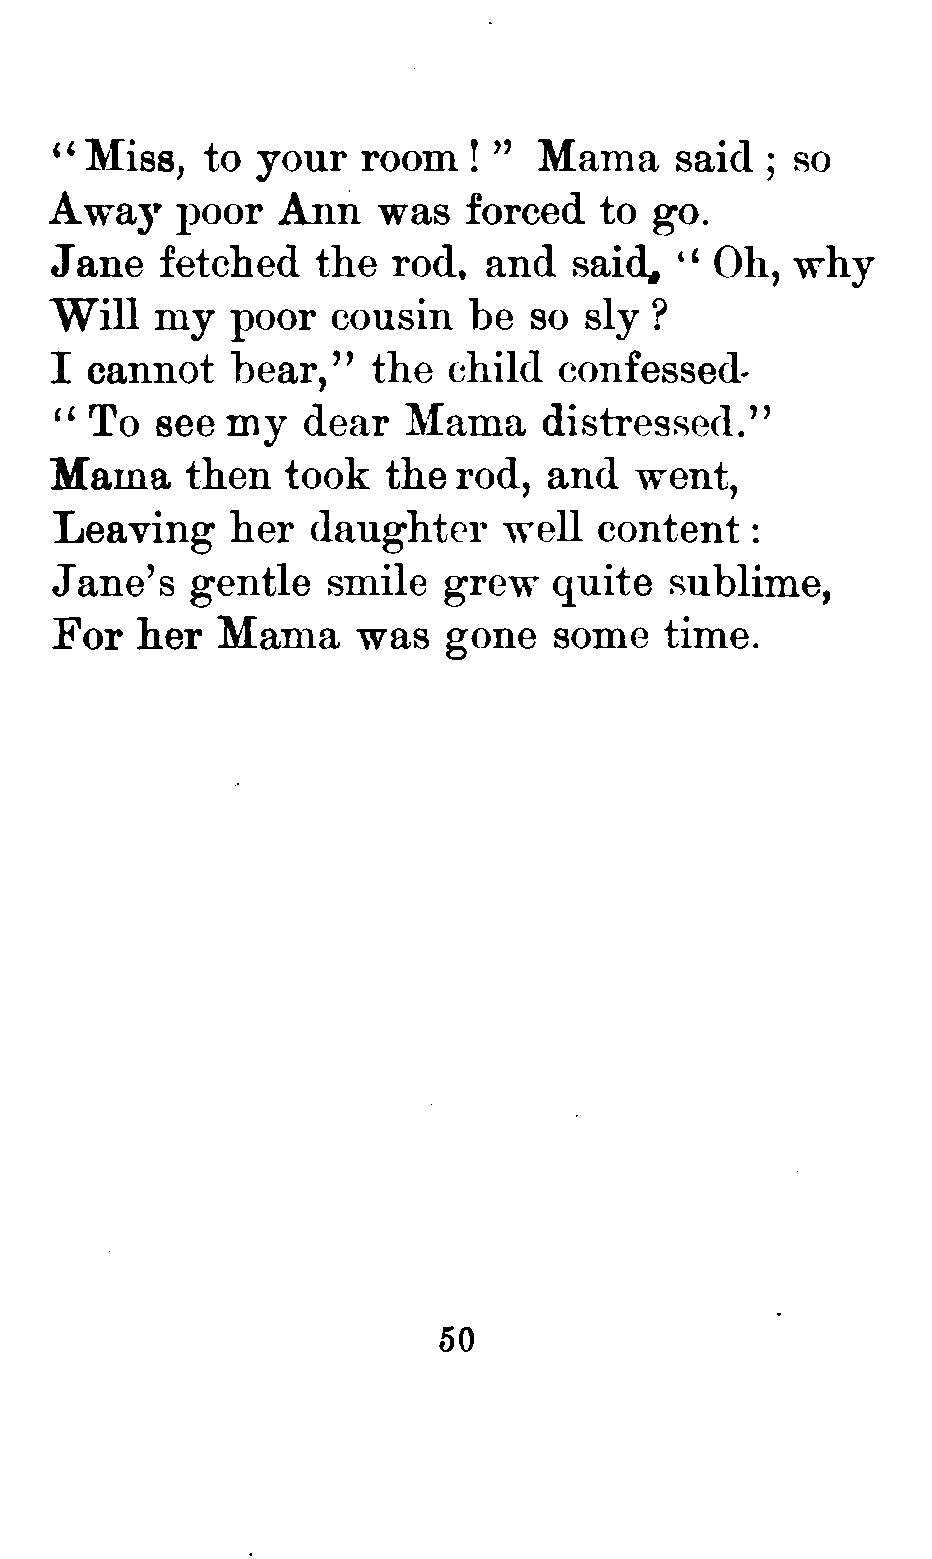 “Miss, to your room!” Mama said; so
Away poor Ann was forced to go.
Jane fetched the rod, and said, “Oh, why
Will my poor cousin be so sly?
I cannot bear,” the child confessed-
“To see my dear Mama distressed.”
Mama then took the rod, and went,
Leaving her daughter well content:
Jane’s gentle smile grew quite sublime,
For her Mama was gone some time.
50